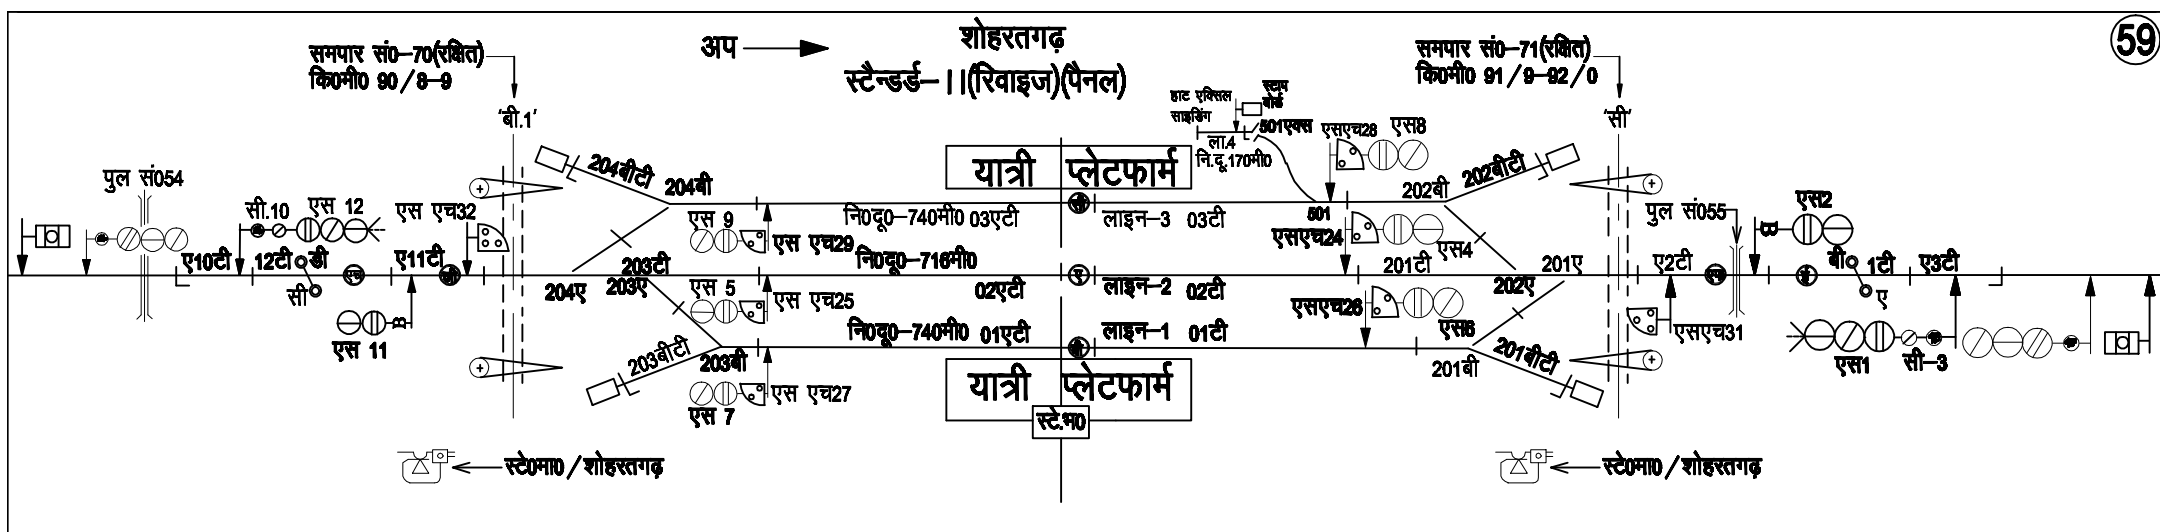 59
अप
शोहरतगढ़
स्टैन्डर्ड-II(रिवाइज)(पैनल)
समपार सं0-70(रक्षित)
कि0मी0 90/8-9
समपार सं0-71(रक्षित)
कि0मी0 91/9-92/0
'बी.1'
'सी'
हाट एक्सिल
साइडिंग
स्टाप
बोर्ड
501एक्स
ला.4
नि.दू.170मी0
एसएच28
एस8
204बीटी
204बी
यात्री प्लेटफार्म
202बी
202बीटी
पुल सं054
सी.10
एस 12
एस एच32
एस 9
एस एच29
नि0दू0-740मी0
03एटी
सी
लाइन-3
03टी
501
एसएच24
एस4
पुल सं055
एस2
B
ए10टी
12टी
डी
सी
एच
ए11टी
204ए
203ए
203टी
नि0दू0-716मी0
02एटी
ए
लाइन-2
02टी
201टी
201ए
202ए
ए2टी
एफ
ई
बी
ए
1टी
ए3टी
एस 11
B
एस 5
एस एच25
एसएच26
एस6
एसएच31
एस1
सी-3
नि0दू0-740मी0
01एटी
बी
लाइन-1
01टी
203बीटी
203बी
201बी
201बीटी
एस 7
एस एच27
यात्री प्लेटफार्म
स्टे.भ0
स्टे0मा0/शोहरतगढ़
स्टे0मा0/शोहरतगढ़